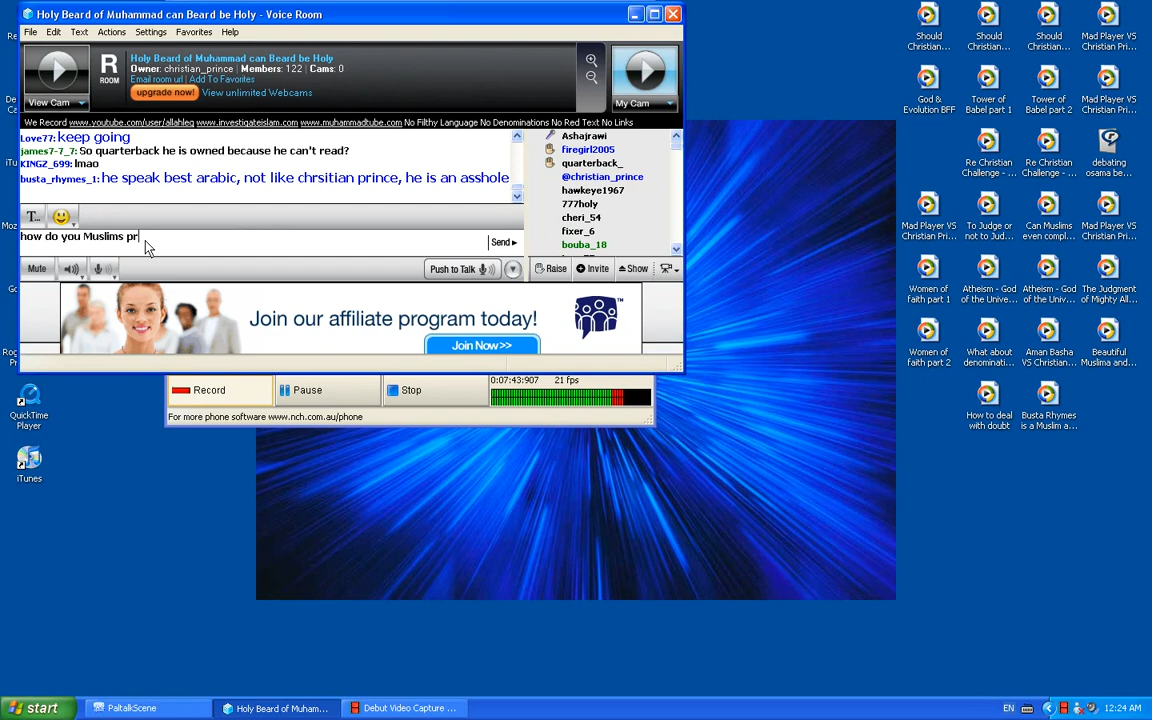 Holy Beard of Muhammad can Beard be Holy - Voice Room
File Edit Text Actions Settings Favorites Help
R
ROOM
Holy Beard of Muhammad can Beard be Holy
Owner: christian_prince | Members: 122 | Cams: 0
Email room url | Add To Favorites
upgrade now! View unlimited Webcams
View Cam
My Cam
We Record www.youtube.com/user/allahleg www.investigateislam.com www.muhammadtube.com No Filthy Language No Denominations No Red Text No Links
Love77: keep going
james7-7_7: So quarterback he is owned because he can't read?
KINGZ_699: lmao
busta_rhymes_1: he speak best arabic, not like chrsitian prince, he is an asshole
Ashajrawi
firegirl2005
quarterback_
@christian_prince
hawkeye1967
777holy
cheri_54
fixer_6
bouba_18
T...
how do you Muslims pr
Send
Mute
Push to Talk
Raise
Invite
Show
Join our affiliate program today!
TM
Join Now >>
Record
Pause
Stop
0:07:43:907 21 fps
For more phone software www.nch.com.au/phone
Should Christian...
Should Christian...
Should Christian...
Mad Player VS Christian Pri...
God & Evolution BFF
Tower of Babel part 1
Tower of Babel part 2
Mad Player VS Christian Pri...
Re Christian Challenge - ...
Re Christian Challenge - ...
debating osama be...
Mad Player VS Christian Pri...
To Judge or not to Jud...
Can Muslims even compl...
Mad Player VS Christian Pri...
Women of faith part 1
Atheism - God of the Unive...
Atheism - God of the Unive...
The Judgment of Mighty All...
Women of faith part 2
What about denominati...
Aman Basha VS Christian...
Beautiful Muslima and...
How to deal with doubt
Busta Rhymes is a Muslim a...
QuickTime Player
iTunes
start
PaltalkScene
Holy Beard of Muham...
Debut Video Capture ...
EN
12:24 AM